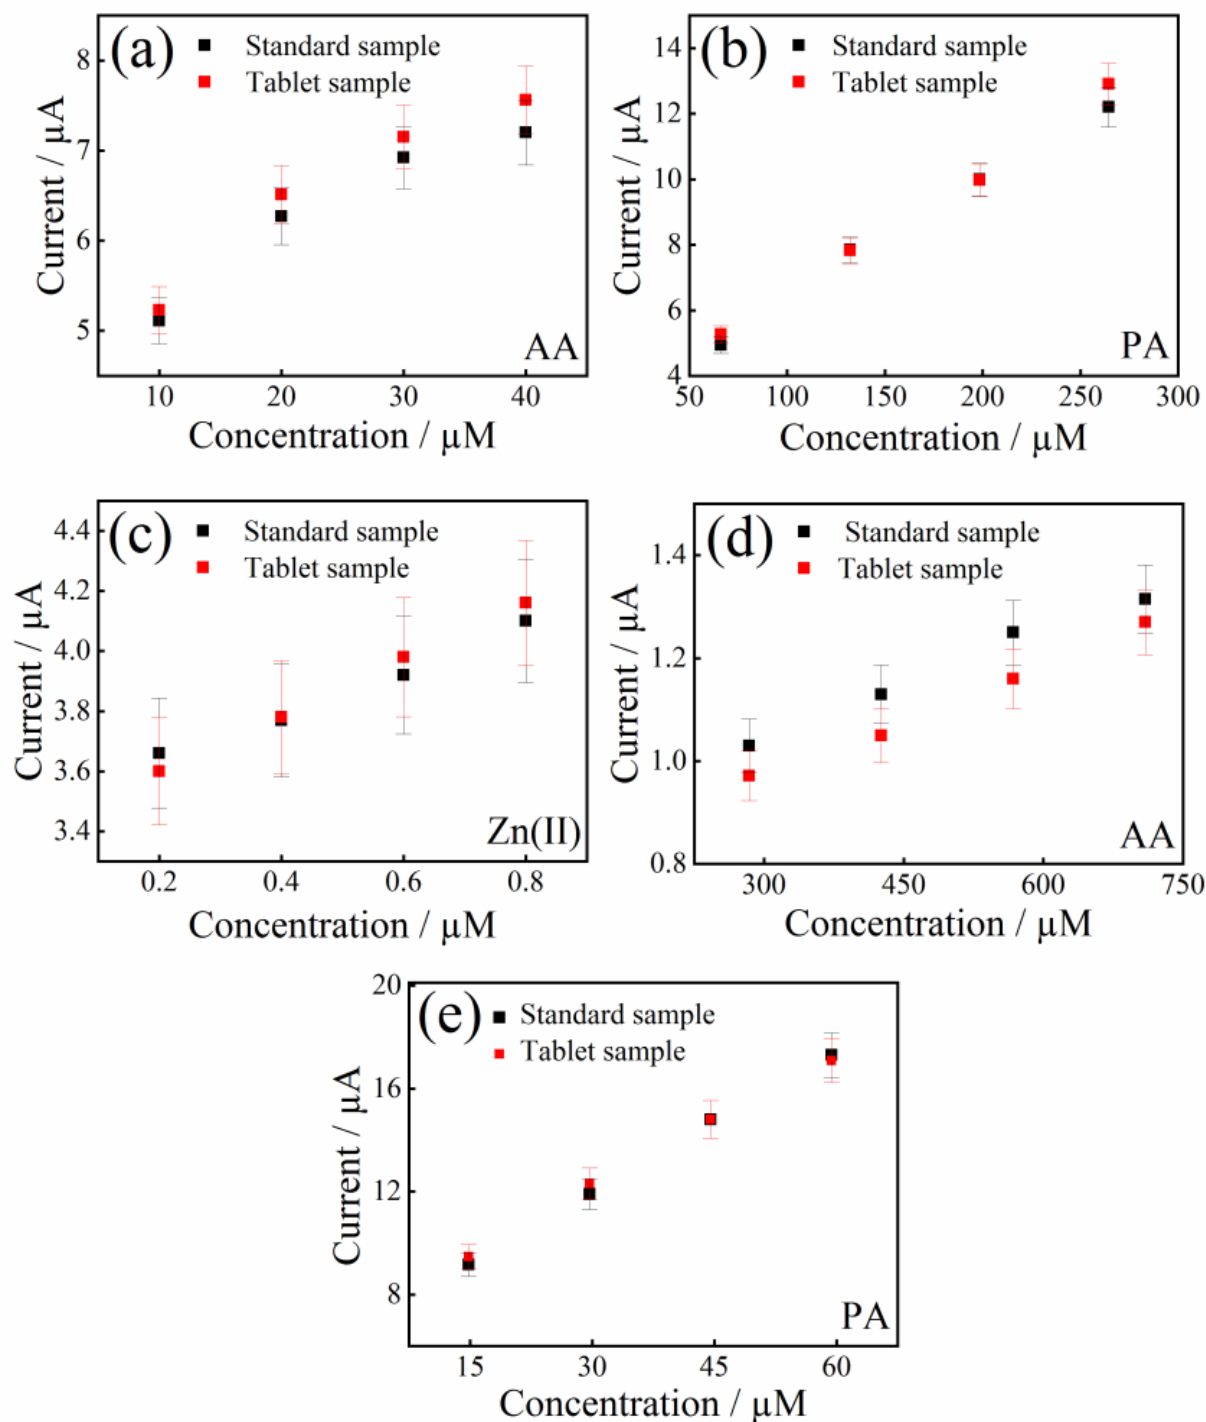 (a)
Standard sample
Tablet sample
8
7
6
5
Current / µA
AA
10 20 30 40
Concentration / µM
(b)
Standard sample
Tablet sample
14
12
10
8
6
4
Current / µA
PA
50 100 150 200 250 300
Concentration / µM
(c)
Standard sample
Tablet sample
4.4
4.2
4.0
3.8
3.6
3.4
Current / µA
Zn(II)
0.2 0.4 0.6 0.8
Concentration / µM
(d)
Standard sample
Tablet sample
1.4
1.2
1.0
0.8
Current / µA
AA
300 450 600 750
Concentration / µM
(e)
Standard sample
Tablet sample
20
16
12
8
Current / µA
PA
15 30 45 60
Concentration / µM